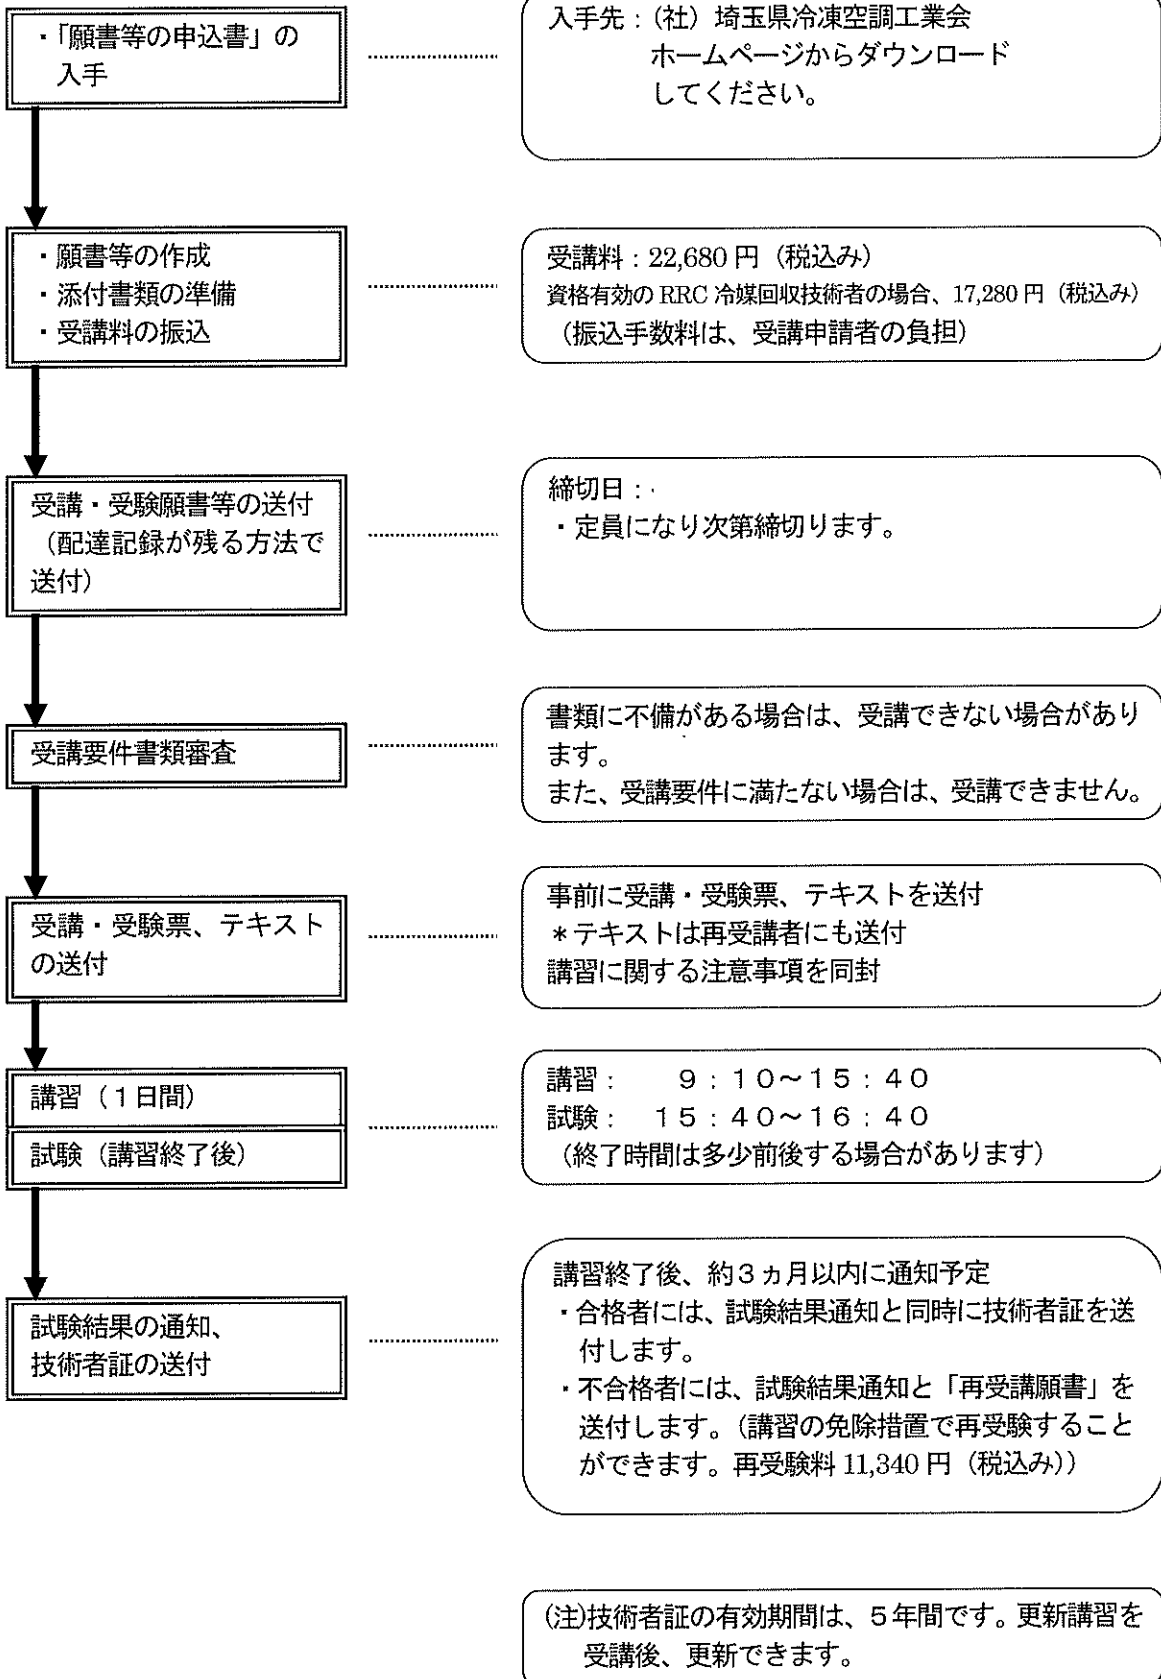 ・「願書等の申込書」の
入手
入手先：(社）埼玉県冷凍空調工業会
ホームページからダウンロード
してください。
・願書等の作成
・添付書類の準備
・受講料の振込
受講料：22,680 円（税込み）
資格有効の RRC 冷媒回収技術者の場合、17,280 円（税込み）
（振込手数料は、受講申請者の負担）
受講・受験願書等の送付
（配達記録が残る方法で
送付）
締切日：
・定員になり次第締切ります。
受講要件書類審査
書類に不備がある場合は、受講できない場合があり
ます。
また、受講要件に満たない場合は、受講できません。
受講・受験票、テキスト
の送付
事前に受講・受験票、テキストを送付
＊テキストは再受講者にも送付
講習に関する注意事項を同封
講習（１日間）
試験（講習終了後）
講習：　９：１０～１５：４０
試験：　１５：４０～１６：４０
（終了時間は多少前後する場合があります）
試験結果の通知、
技術者証の送付
講習終了後、約３ヵ月以内に通知予定
・合格者には、試験結果通知と同時に技術者証を送
付します。
・不合格者には、試験結果通知と「再受講願書」を
送付します。（講習の免除措置で再受験すること
ができます。再受験料 11,340 円（税込み））
(注)技術者証の有効期間は、５年間です。更新講習を
受講後、更新できます。